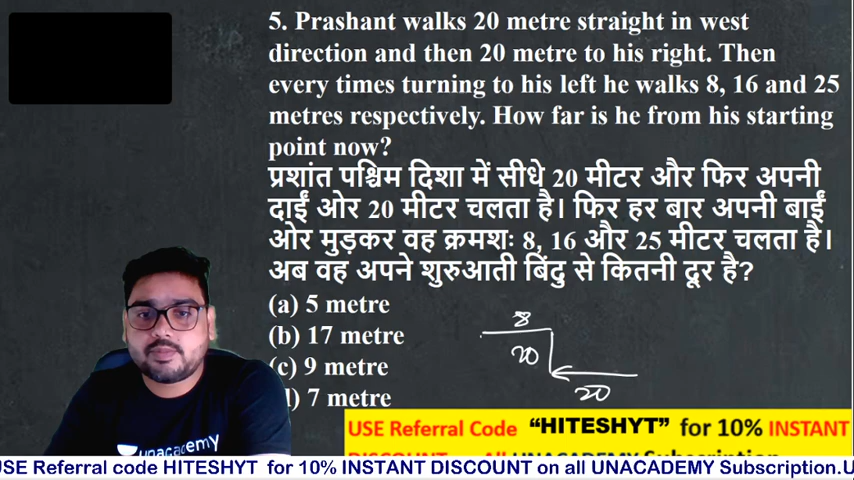 5. Prashant walks 20 metre straight in west
direction and then 20 metre to his right. Then
every times turning to his left he walks 8, 16 and 25
metres respectively. How far is he from his starting
point now?
प्रशांत पश्चिम दिशा में सीधे 20 मीटर और फिर अपनी
दाईं ओर 20 मीटर चलता है। फिर हर बार अपनी बाईं
ओर मुड़कर वह क्रमशः 8, 16 और 25 मीटर चलता है।
अब वह अपने शुरुआती बिंदु से कितनी दूर है?
(a) 5 metre
(b) 17 metre
(c) 9 metre
d) 7 metre
8
20
20
unacademy
USE Referral Code “HITESHYT” for 10% INSTANT
USE Referral code HITESHYT for 10% INSTANT DISCOUNT on all UNACADEMY Subscription.U